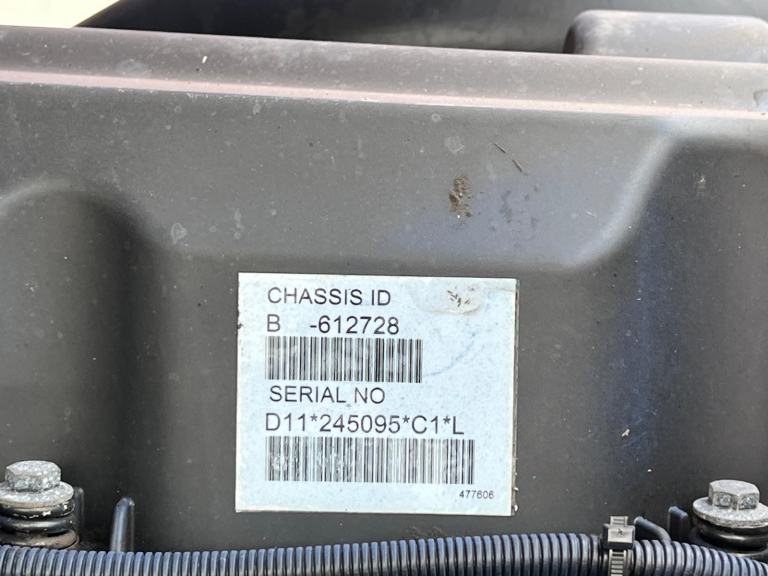 CHASSIS ID
B -612728
SERIAL NO
D11*245095*C1*L
477606